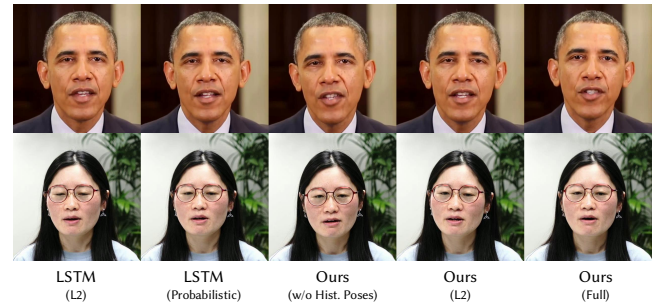 LSTM LSTM Ours Ours Ours
(L2) (Probabilistic) (w/o Hist. Poses) (L2) (Full)